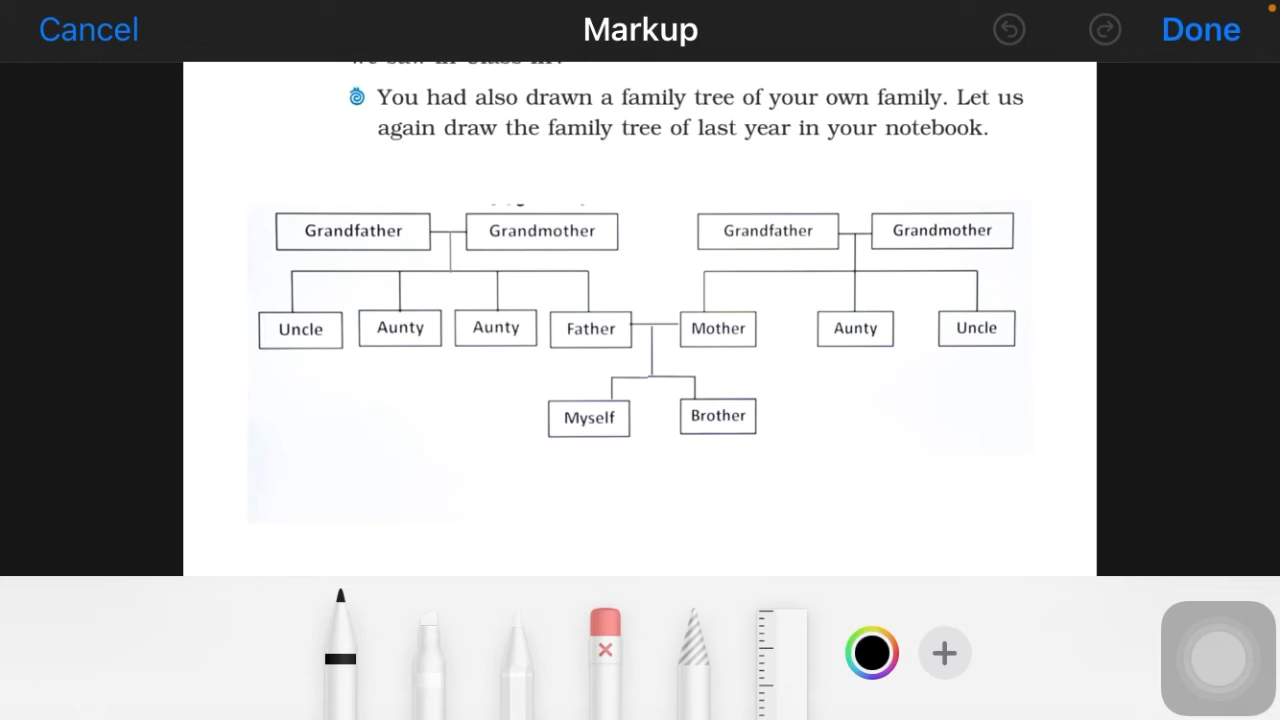 Cancel Markup Done
You had also drawn a family tree of your own family. Let us
again draw the family tree of last year in your notebook.
Grandfather Grandmother Grandfather Grandmother
Uncle Aunty Aunty Father Mother Aunty Uncle
Myself Brother